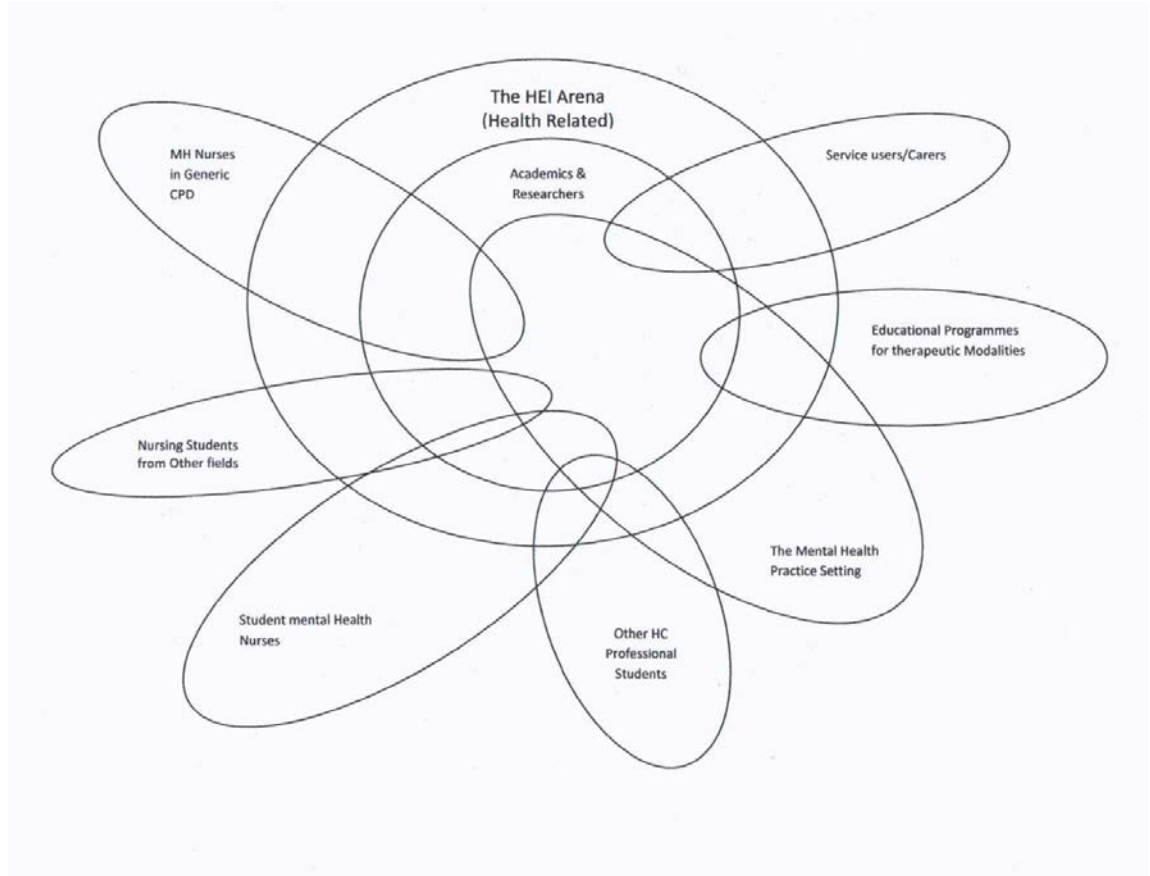 The HEI Arena
(Health Related)
Academics &
Researchers
MH Nurses
in Generic
CPD
Service users/Carers
Educational Programmes
for therapeutic Modalities
Nursing Students
from Other fields
The Mental Health
Practice Setting
Student mental Health
Nurses
Other HC
Professional
Students